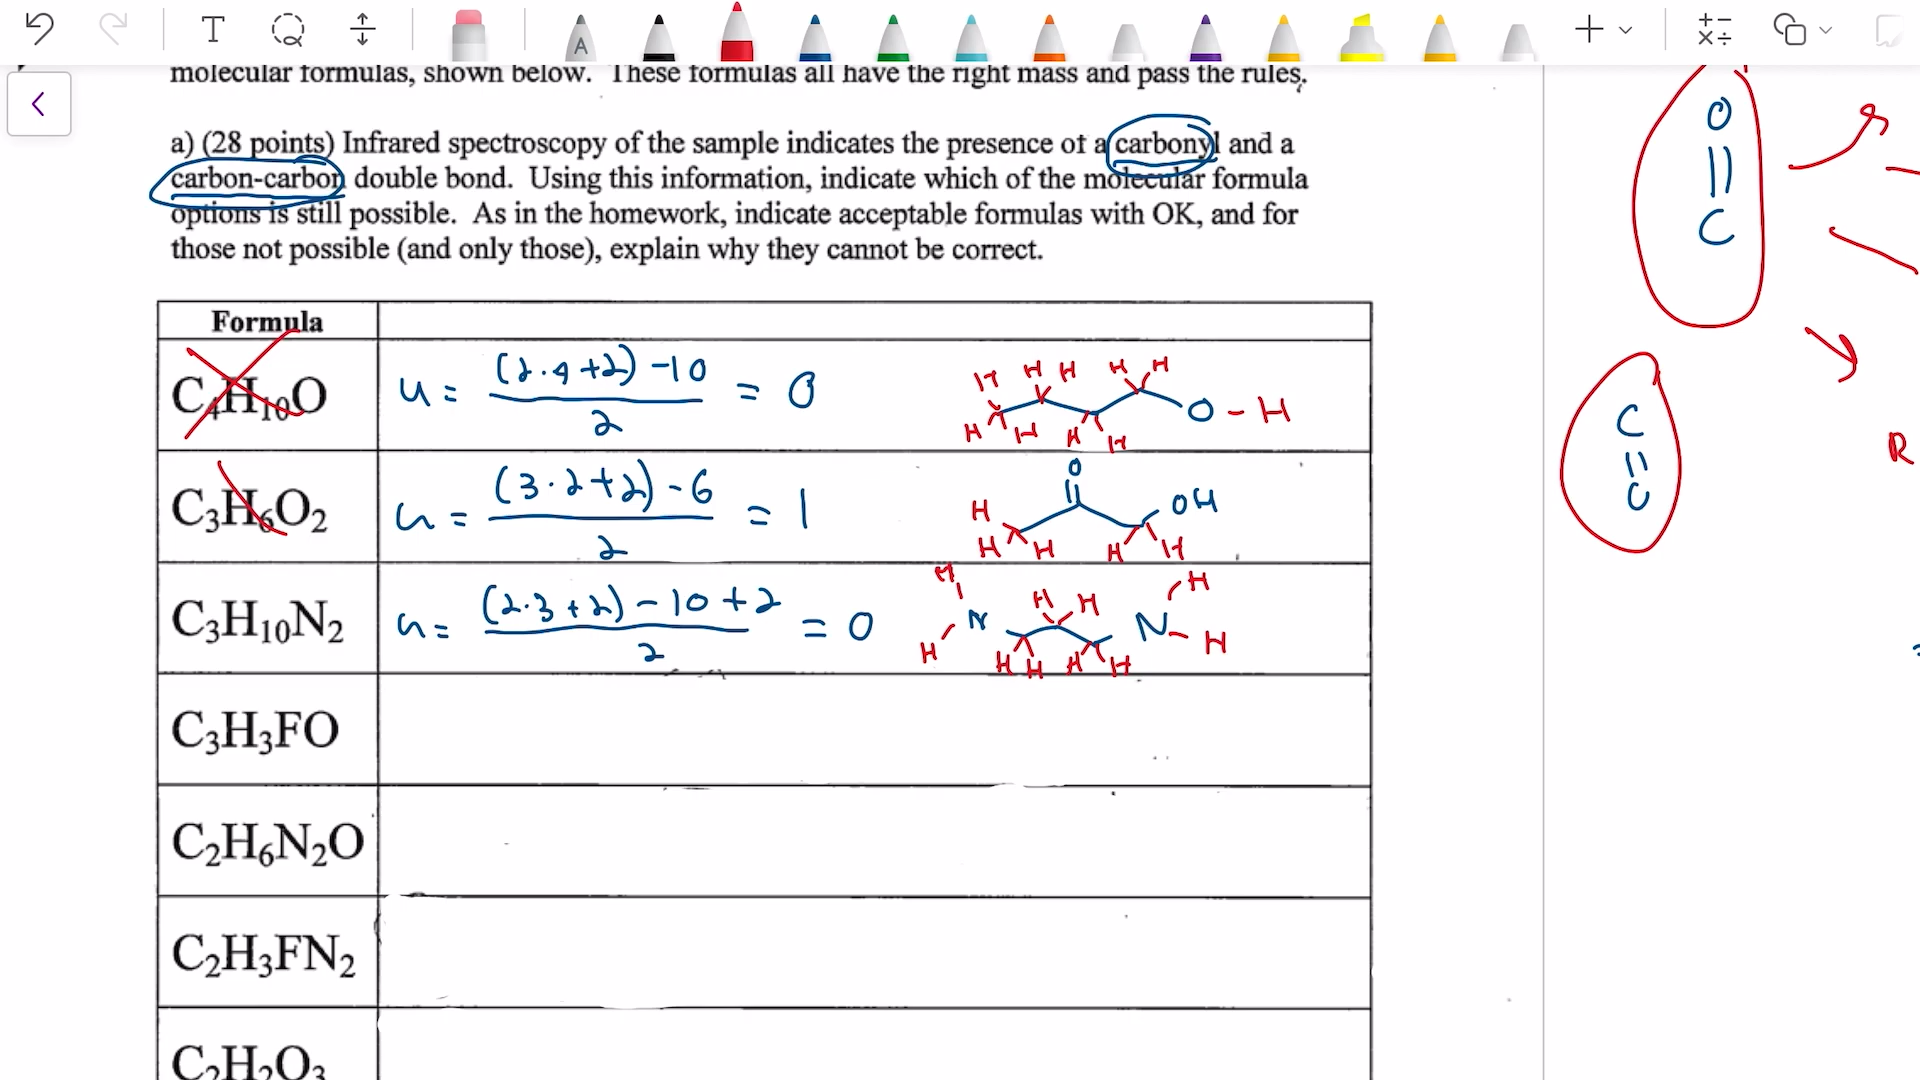 molecular formulas, shown below. These formulas all have the right mass and pass the rules.
a) (28 points) Infrared spectroscopy of the sample indicates the presence of a carbonyl and a
carbon-carbon double bond. Using this information, indicate which of the molecular formula
options is still possible. As in the homework, indicate acceptable formulas with OK, and for
those not possible (and only those), explain why they cannot be correct.
Formula
C₄H₁₀O u = (2·4+2)-10 / 2 = 0 H H H H H H H H H O-H
C₃H₆O₂ u = (3·2+2)-6 / 2 = 1 O OH H H H H H
C₃H₁₀N₂ u = (2·3+2)-10+2 / 2 = 0 H H N H H H H H H N H H
C₃H₃FO
C₂H₆N₂O
C₂H₃FN₂
C₂H₂O₃
O
C
C
C
R
T
A